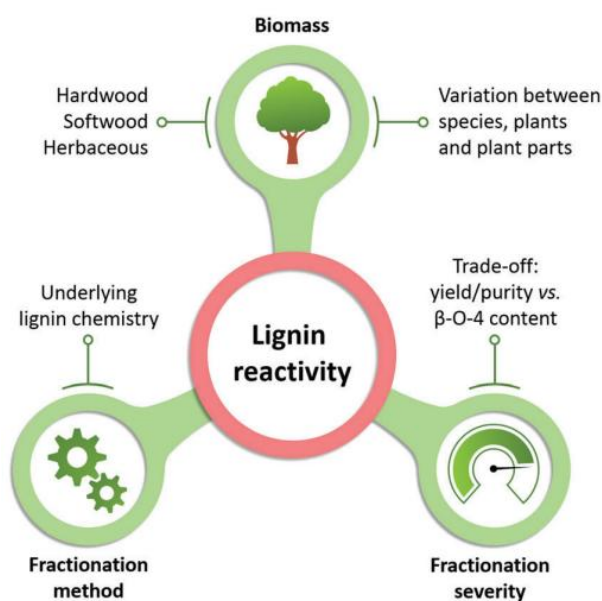 Biomass
Hardwood
Softwood
Herbaceous
Variation between
species, plants
and plant parts
Underlying
lignin chemistry
Lignin
reactivity
Trade-off:
yield/purity vs.
β-O-4 content
Fractionation
method
Fractionation
severity